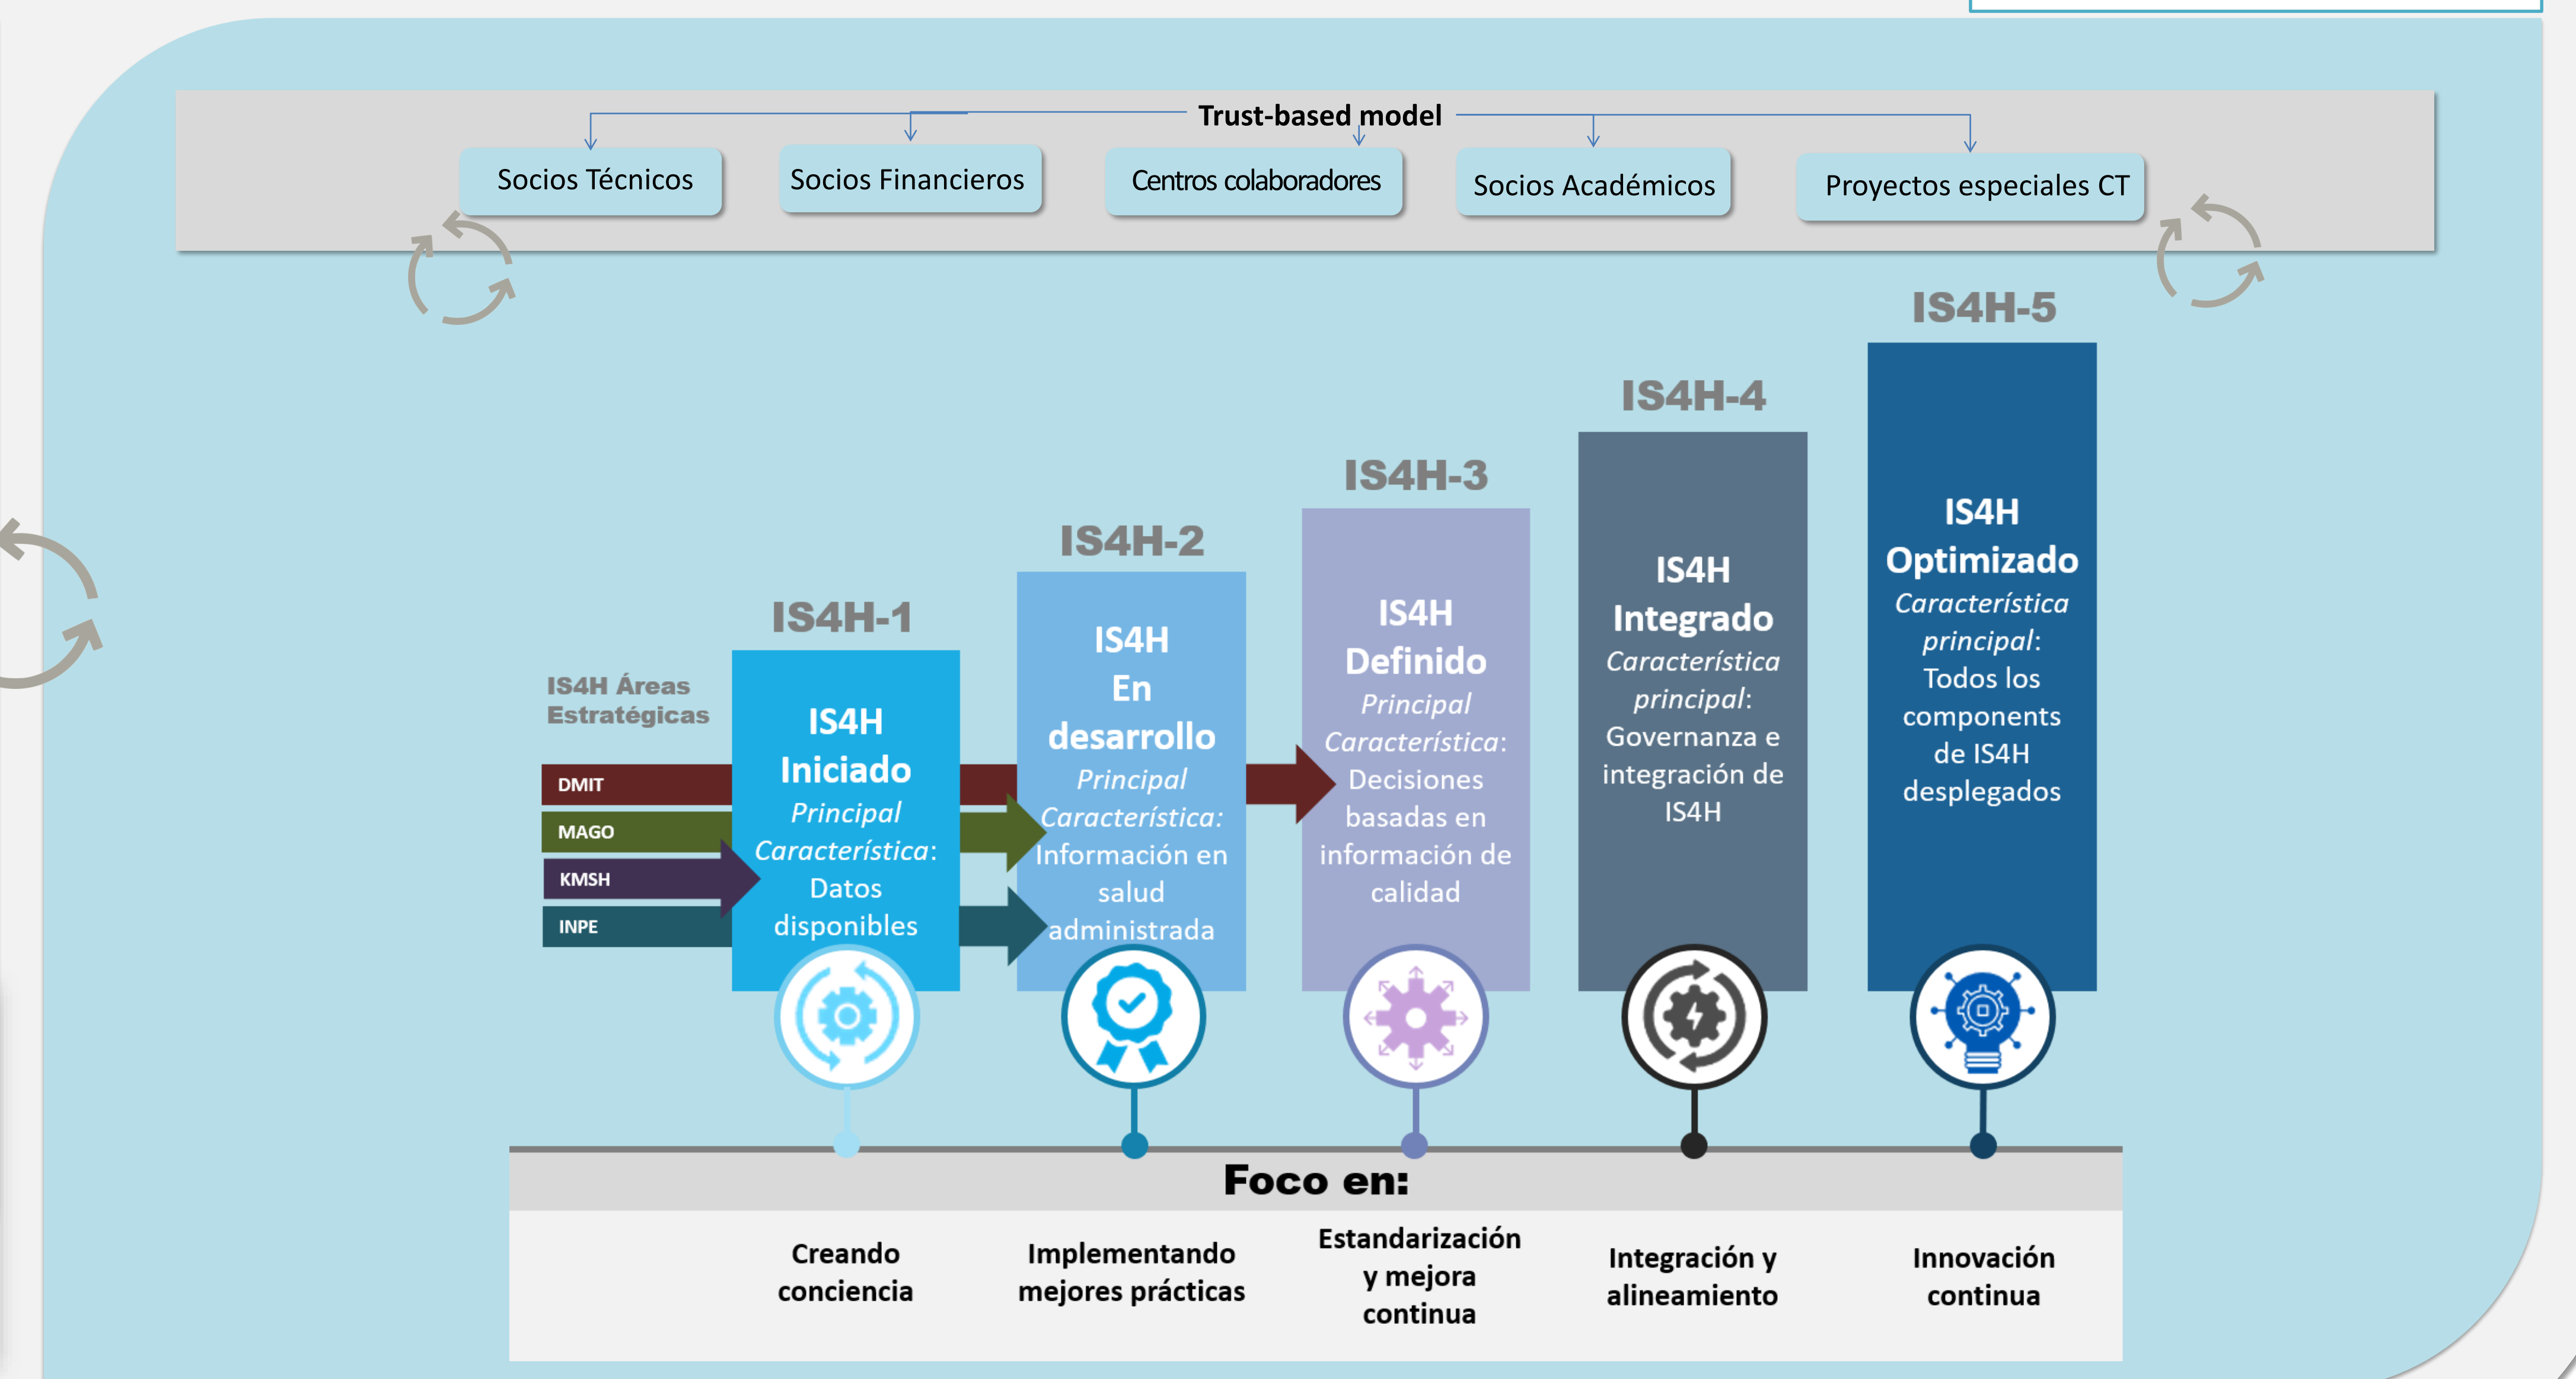 Trust-based model
Socios Técnicos
Socios Financieros
Centros colaboradores
Socios Académicos
Proyectos especiales CT
IS4H Áreas
Estratégicas
DMIT
MAGO
KMSH
INPE
IS4H-1
IS4H
Iniciado
Principal
Característica:
Datos
disponibles
IS4H-2
IS4H
En
desarrollo
Principal
Característica:
Información en
salud
administrada
IS4H-3
IS4H
Definido
Principal
Característica:
Decisiones
basadas en
información de
calidad
IS4H-4
IS4H
Integrado
Característica
principal:
Governanza e
integración de
IS4H
IS4H-5
IS4H
Optimizado
Característica
principal:
Todos los
components
de IS4H
desplegados
Foco en:
Creando
conciencia
Implementando
mejores prácticas
Estandarización
y mejora
continua
Integración y
alineamiento
Innovación
continua